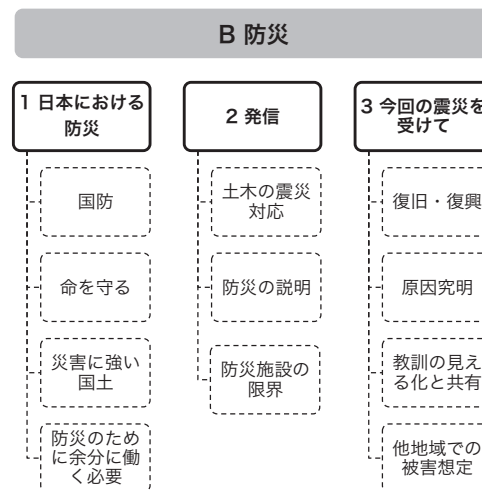 B 防災
1 日本における
防災
国防
命を守る
災害に強い
国土
防災のため
に余分に働
く必要
2 発信
土木の震災
対応
防災の説明
防災施設の
限界
3 今回の震災を
受けて
復旧・復興
原因究明
教訓の見え
る化と共有
他地域での
被害想定